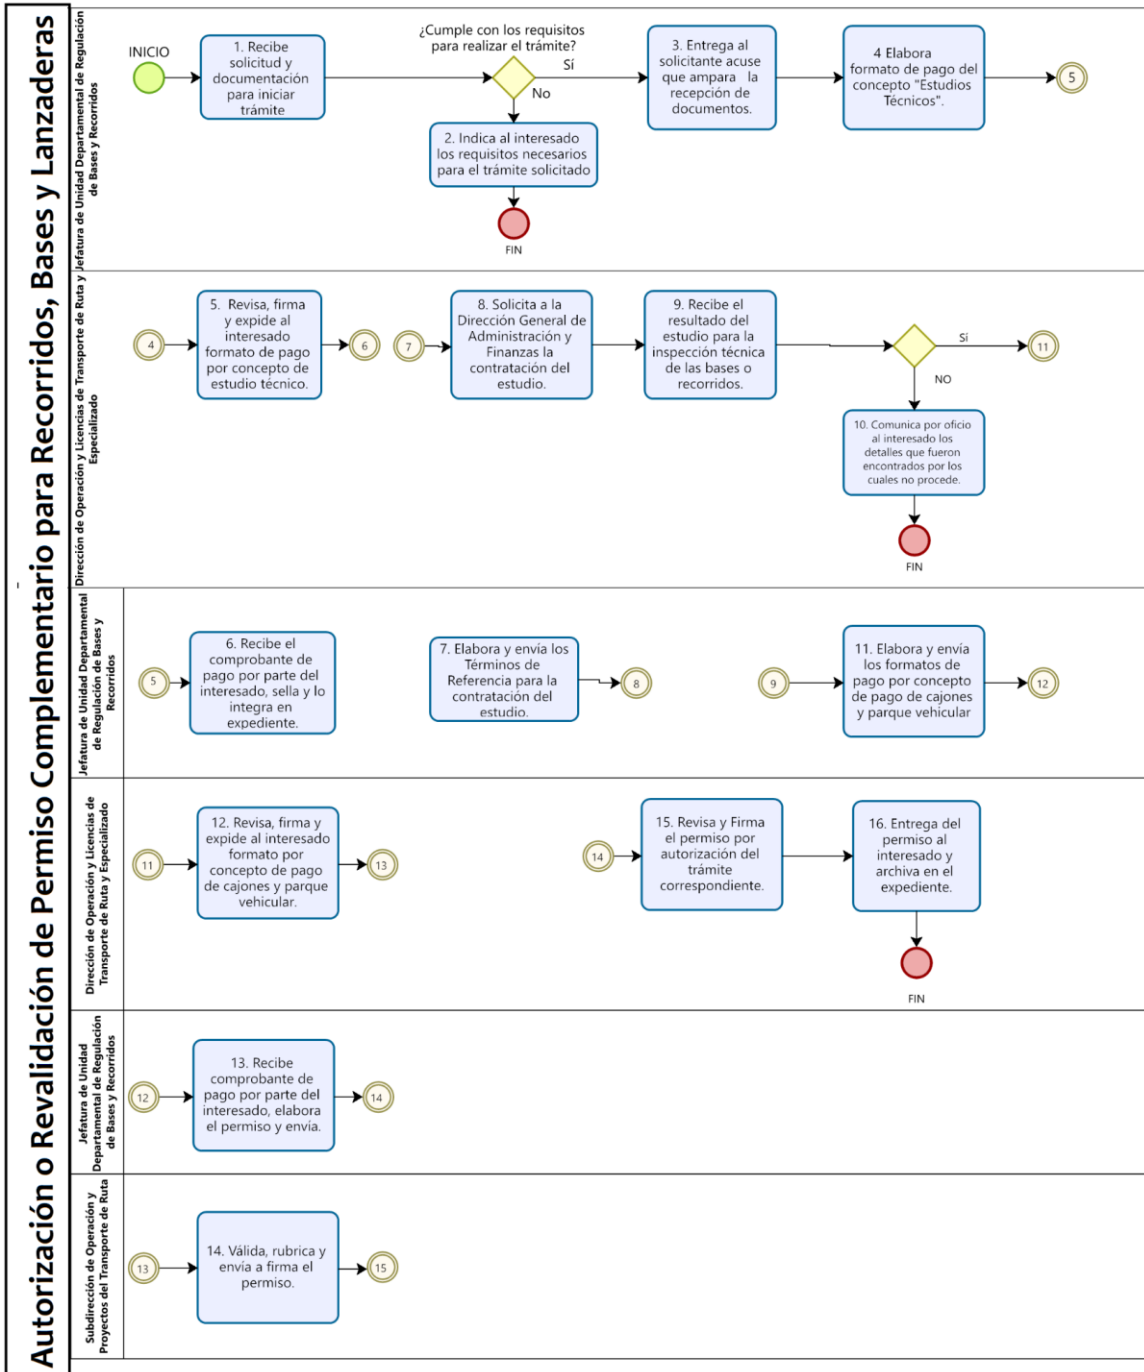 Autorización o Revalidación de Permiso Complementario para Recorridos, Bases y Lanzaderas
Jefatura de Unidad Departamental de Regulación
de Bases y Recorridos
INICIO
1. Recibe
solicitud y
documentación
para iniciar
trámite
¿Cumple con los requisitos
para realizar el trámite?
Sí
No
2. Indica al interesado
los requisitos necesarios
para el trámite solicitado
FIN
3. Entrega al
solicitante acuse
que ampara la
recepción de
documentos.
4 Elabora
formato de pago del
concepto "Estudios
Técnicos".
5
Dirección de Operación y Licencias de Transporte de Ruta y
Especializado
4
5. Revisa, firma
y expide al
interesado
formato de pago
por concepto de
estudio técnico.
6
7
8. Solicita a la
Dirección General de
Administración y
Finanzas la
contratación del
estudio.
9. Recibe el
resultado del
estudio para la
inspección técnica
de las bases o
recorridos.
Si
NO
11
10. Comunica por oficio
al interesado los
detalles que fueron
encontrados por los
cuales no procede.
FIN
Jefatura de Unidad Departamental
de Regulación de Bases y
Recorridos
5
6. Recibe el
comprobante de
pago por parte del
interesado, sella y lo
integra en
expediente.
7. Elabora y envía los
Términos de
Referencia para la
contratación del
estudio.
8
9
11. Elabora y envía
los formatos de
pago por concepto
de pago de cajones
y parque vehicular
12
Dirección de Operación y Licencias de
Transporte de Ruta y Especializado
11
12. Revisa, firma y
expide al interesado
formato por
concepto de pago
de cajones y parque
vehicular.
13
14
15. Revisa y Firma
el permiso por
autorización del
trámite
correspondiente.
16. Entrega del
permiso al
interesado y
archiva en el
expediente.
FIN
Jefatura de Unidad
Departamental de Regulación
de Bases y Recorridos
12
13. Recibe
comprobante de
pago por parte del
interesado, elabora
el permiso y envía.
14
Subdirección de Operación y
Proyectos del Transporte de Ruta
13
14. Válida, rubrica y
envía a firma el
permiso.
15